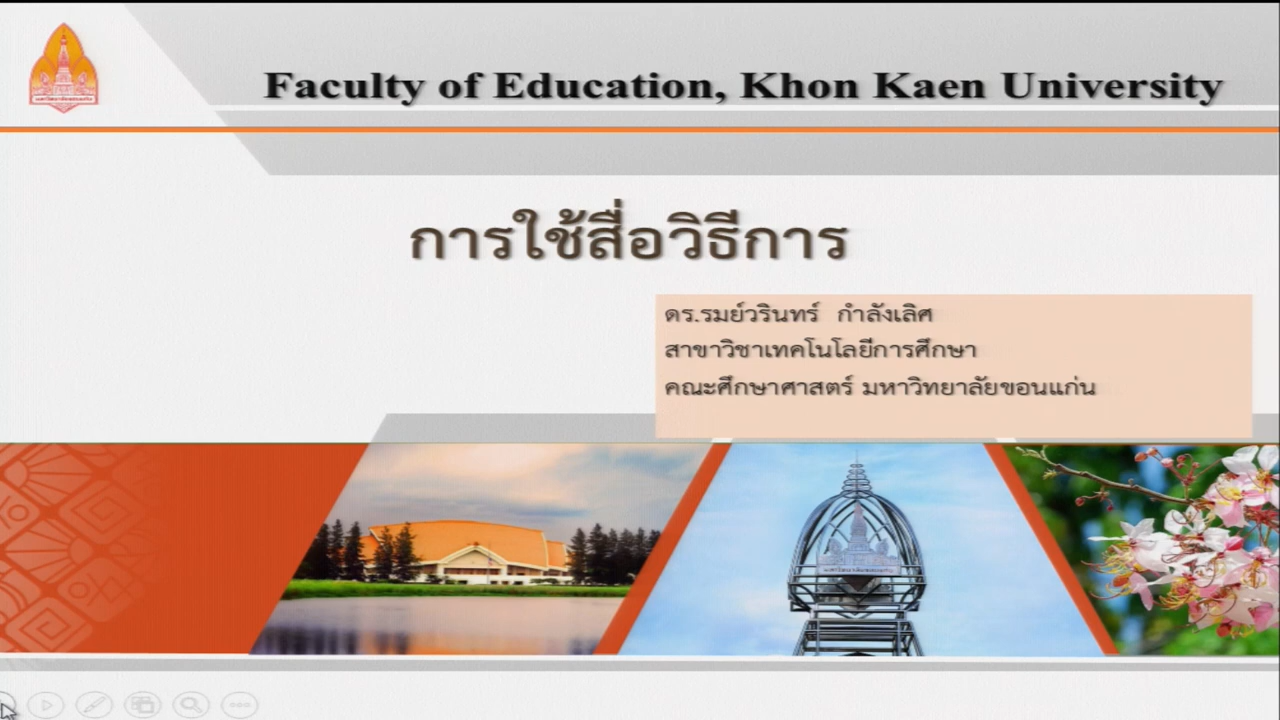 Faculty of Education, Khon Kaen University
การใช้สื่อวิธีการ
ดร.รมย์วรินทร์ กำลังเลิศ
สาขาวิชาเทคโนโลยีการศึกษา
คณะศึกษาศาสตร์ มหาวิทยาลัยขอนแก่น